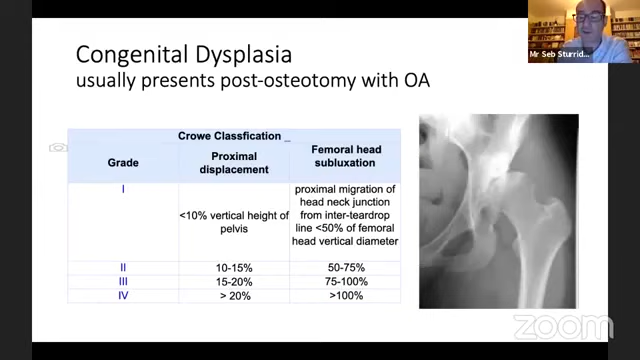 Mr Seb Sturrid...
Congenital Dysplasia
usually presents post-osteotomy with OA
Crowe Classfication _
Grade
Proximal
displacement
Femoral head
subluxation
I
<10% vertical height of
pelvis
proximal migration of
head neck junction
from inter-teardrop
line <50% of femoral
head vertical diameter
II
10-15%
50-75%
III
15-20%
75-100%
IV
> 20%
>100%
zoom